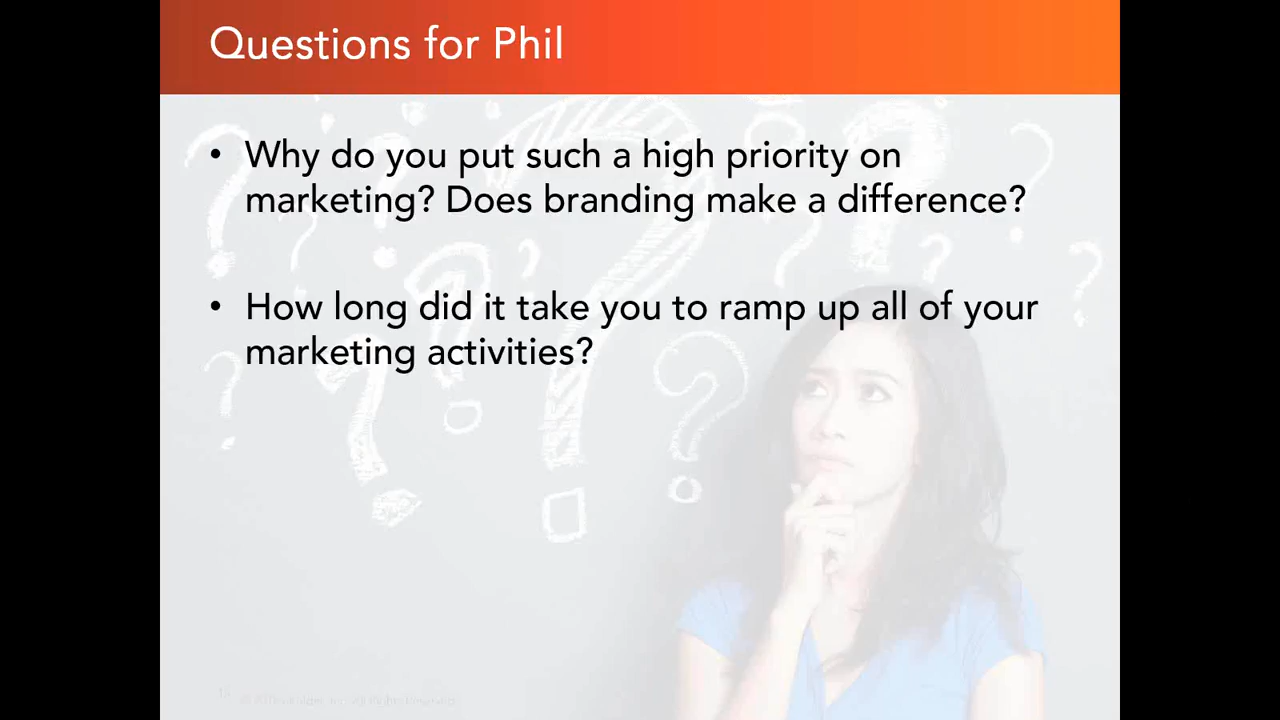 Questions for Phil
• Why do you put such a high priority on
marketing? Does branding make a difference?
• How long did it take you to ramp up all of your
marketing activities?